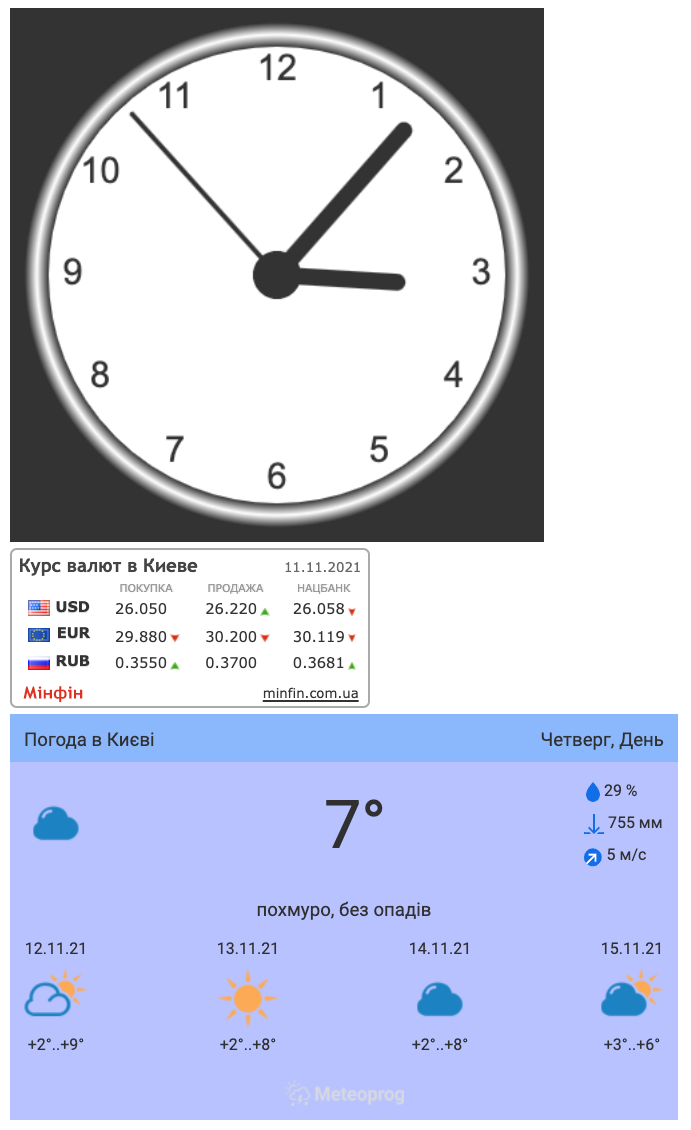 12
11
1
10
2
9
3
8
4
7
5
6
Курс валют в Киеве 11.11.2021
ПОКУПКА ПРОДАЖА НАЦБАНК
USD 26.050 26.220 26.058
EUR 29.880 30.200 30.119
RUB 0.3550 0.3700 0.3681
Мінфін minfin.com.ua
Погода в Києві Четверг, День
29 %
7°
755 мм
5 м/с
похмуро, без опадів
12.11.21 13.11.21 14.11.21 15.11.21
+2°..+9° +2°..+8° +2°..+8° +3°..+6°
Meteoprog